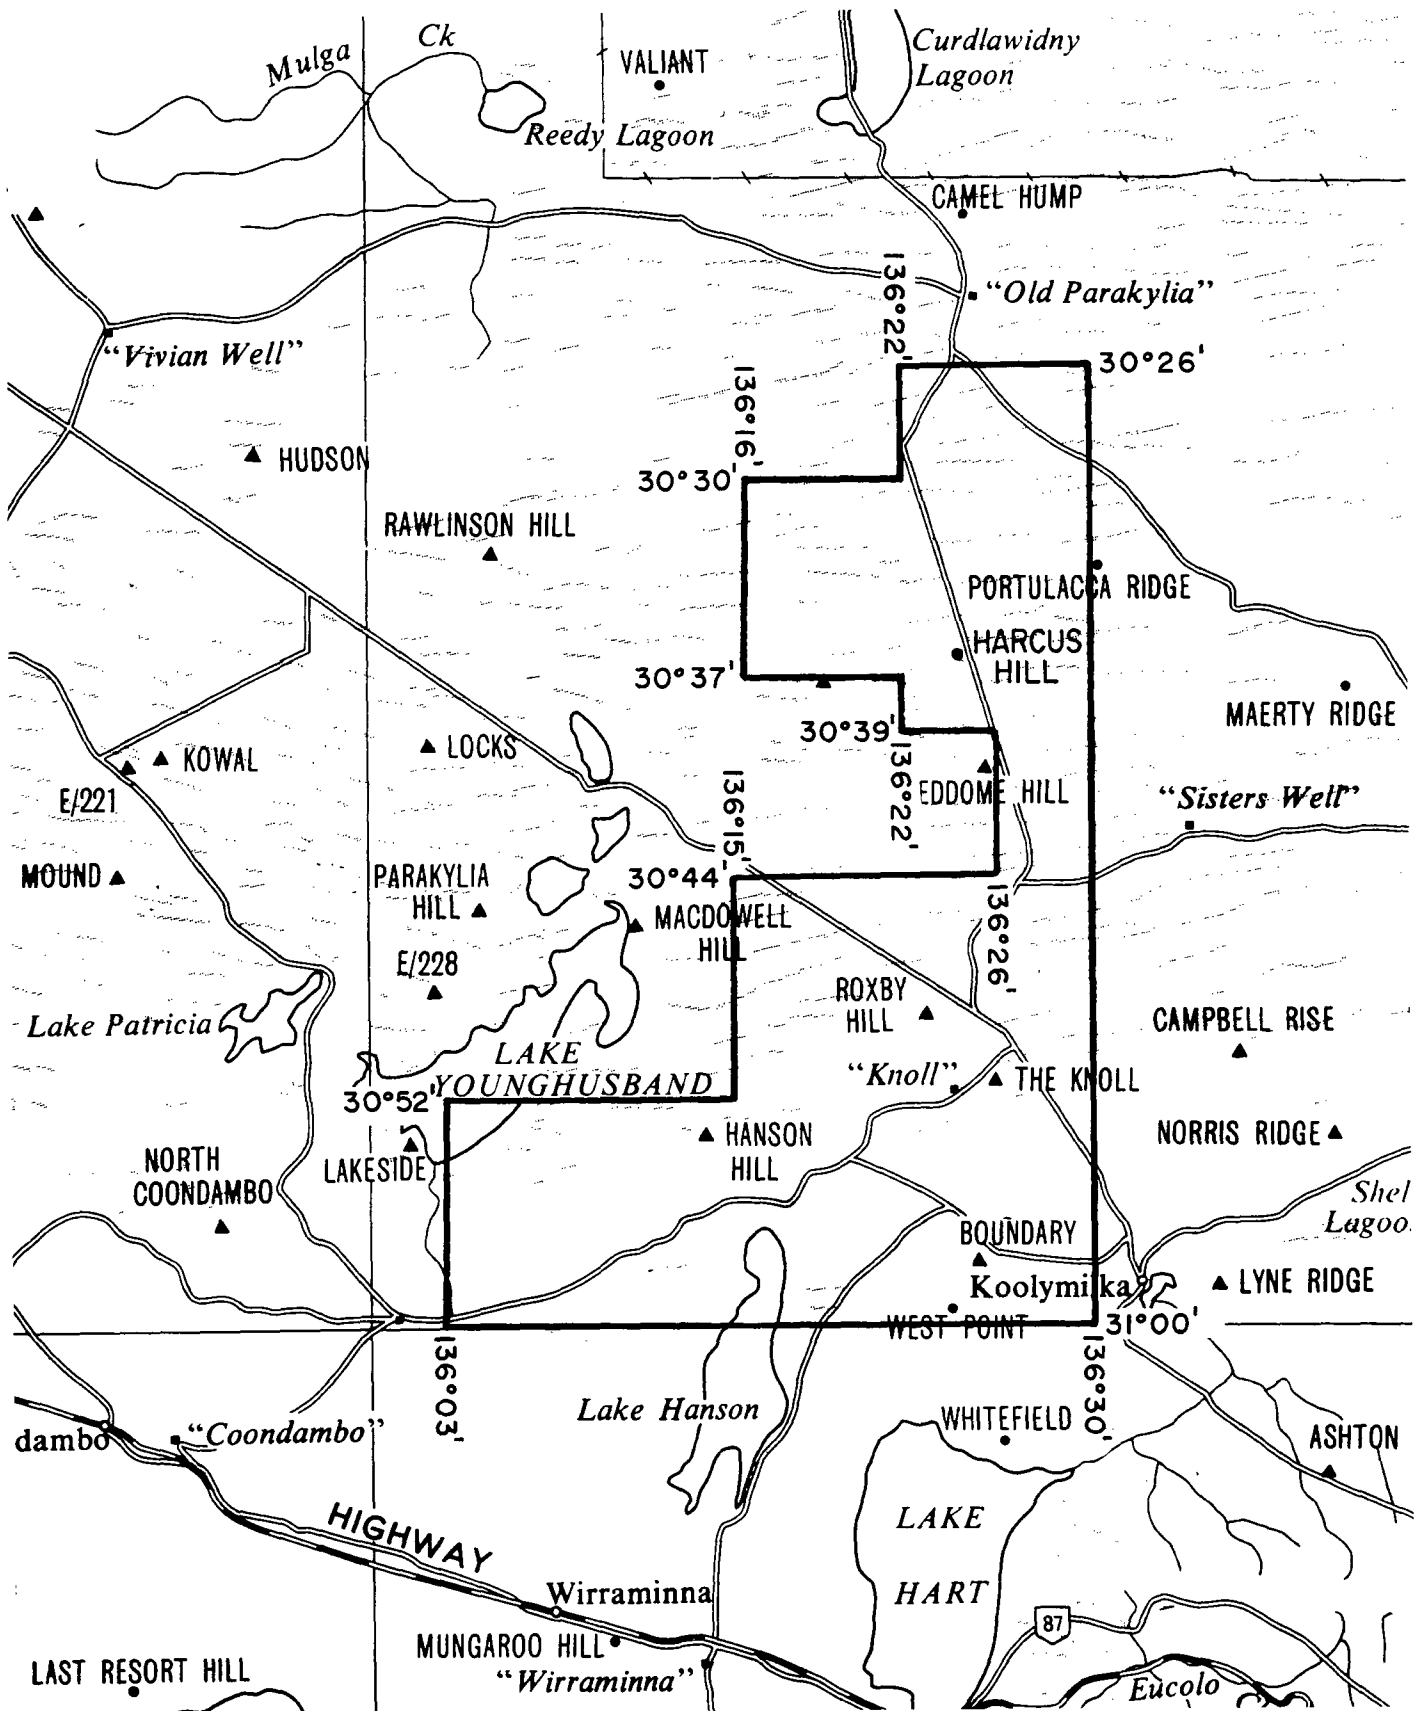 Mulga Ck
VALIANT
Curdlawidny
Lagoon
Reedy Lagoon
CAMEL HUMP
"Old Parakylia"
136°22'
"Vivian Well"
30°26'
136°16'
HUDSON
30°30'
RAWLINSON HILL
PORTULACCA RIDGE
HARCUS
HILL
30°37'
MAERTY RIDGE
30°39'
KOWAL
LOCKS
136°22'
E/221
136°15'
EDDOME HILL
"Sisters Well"
MOUND
PARAKYLIA
HILL
30°44'
MACDOWELL
HILL
136°26'
E/228
ROXBY
HILL
Lake Patricia
CAMPBELL RISE
LAKE
YOUNGHUSBAND
"Knoll"
THE KNOLL
30°52'
HANSON
HILL
NORRIS RIDGE
NORTH
COONDAMBO
LAKESIDE
Shel
Lagoo
BOUNDARY
Koolymilka
LYNE RIDGE
WEST POINT
31°00'
136°03'
136°30'
Lake Hanson
WHITEFIELD
dambo
"Coondambo"
ASHTON
HIGHWAY
LAKE
HART
Wirraminna
87
MUNGAROO HILL
"Wirraminna"
LAST RESORT HILL
Eucolo